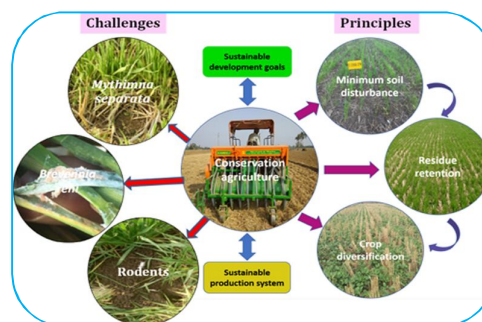 Challenges
Principles
Sustainable
development goals
Mythimna
separata
Minimum soil
disturbance
Conservation
agriculture
Residue
retention
Rodents
Crop
diversification
Sustainable
production system